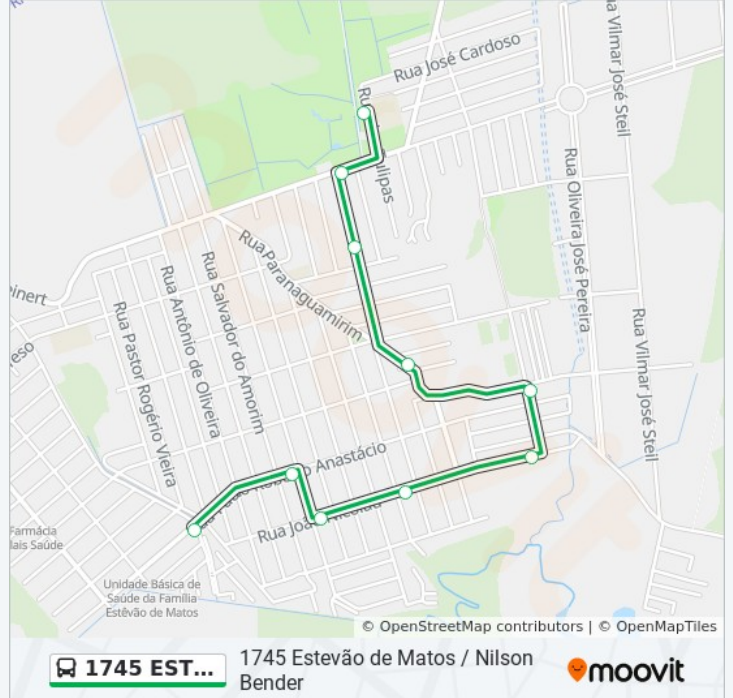 Rua José Cardoso
Rua Vilmar José Steil
Rua Oliveira José Pereira
Rua Paranaguamirim
Rua Salvador do Amorim
Rua Antônio de Oliveira
Rua Pastor Rogério Vieira
Rua Vilmar José Steil
Anastácio
Rua
Farmácia
Saúde
Unidade Básica de
Saúde da Família
Estêvão de Matos
© OpenStreetMap contributors | © OpenMapTiles
1745 EST...
1745 Estevão de Matos / Nilson
Bender
moovit